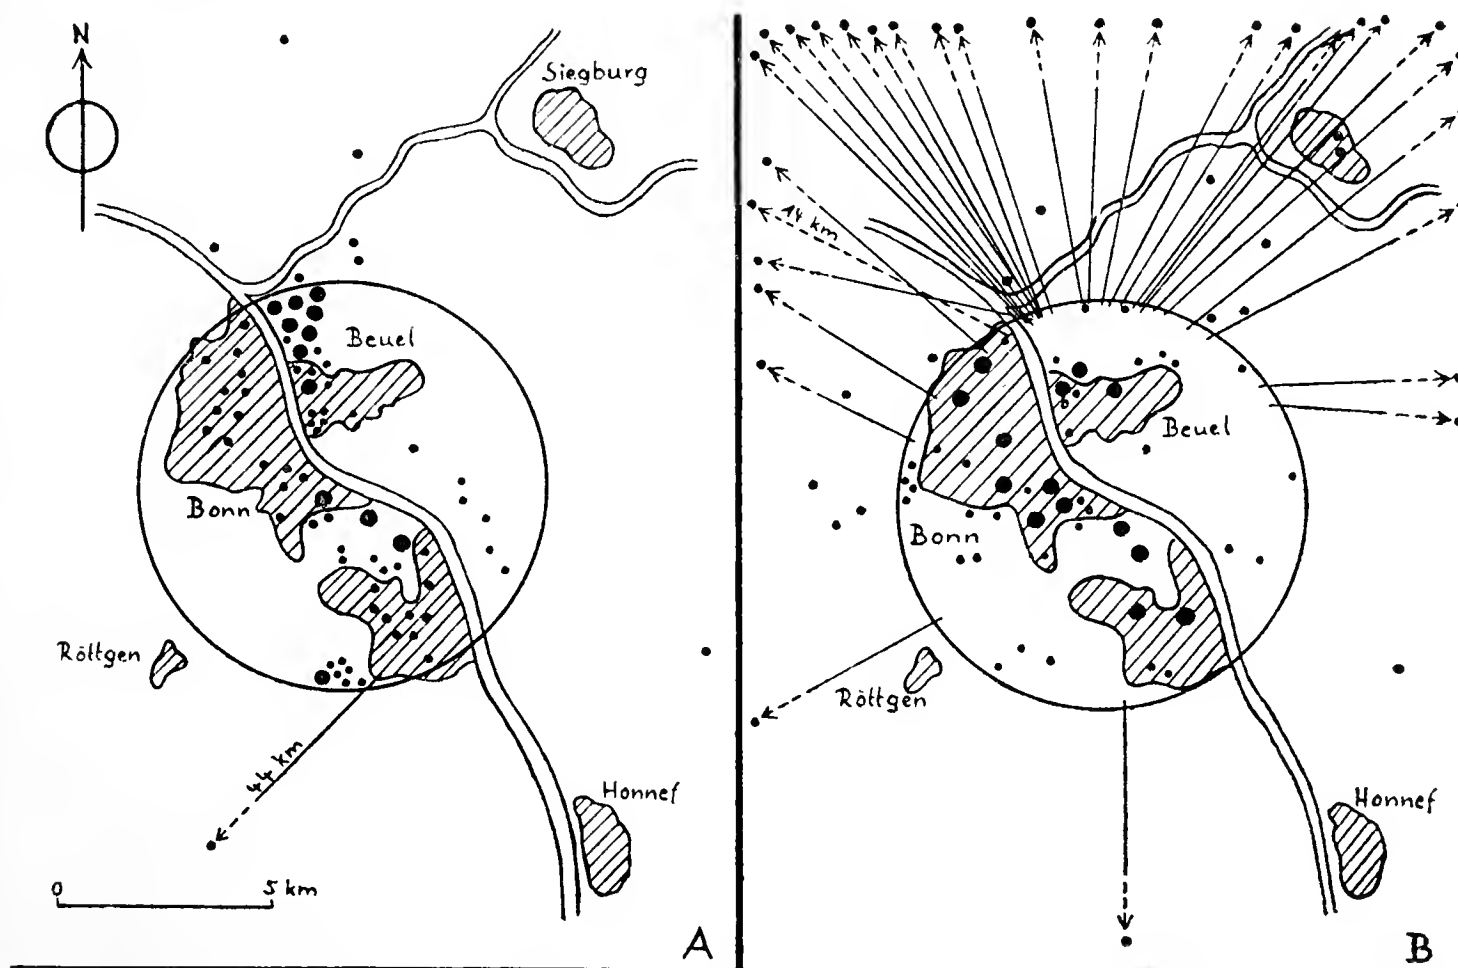 N
Siegburg
Beuel
Bonn
Röttgen
44 km
Honnef
0 5 km
A
14 km
Beuel
Bonn
Röttgen
Honnef
B